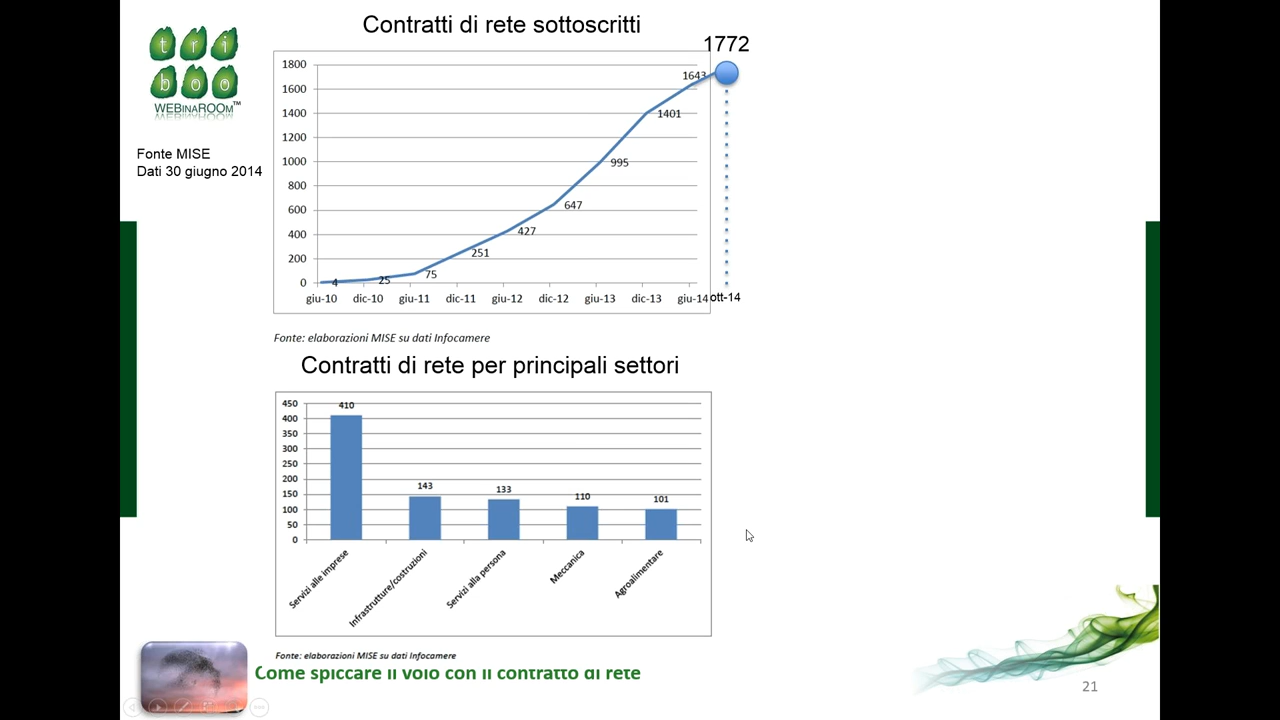 Contratti di rete sottoscritti
tri
boo
WEBinaROOm™
Fonte MISE
Dati 30 giugno 2014
1772
1800
1600
1400
1200
1000
800
600
400
200
0
4
25
75
251
427
647
995
1401
1643
giu-10 dic-10 giu-11 dic-11 giu-12 dic-12 giu-13 dic-13 giu-14 ott-14
Fonte: elaborazioni MISE su dati Infocamere
Contratti di rete per principali settori
450
400
350
300
250
200
150
100
50
0
410
143
133
110
101
Servizi alle imprese
Infrastrutture/costruzioni
Servizi alla persona
Meccanica
Agroalimentare
Fonte: elaborazioni MISE su dati Infocamere
Come spiccare il volo con il contratto di rete
21